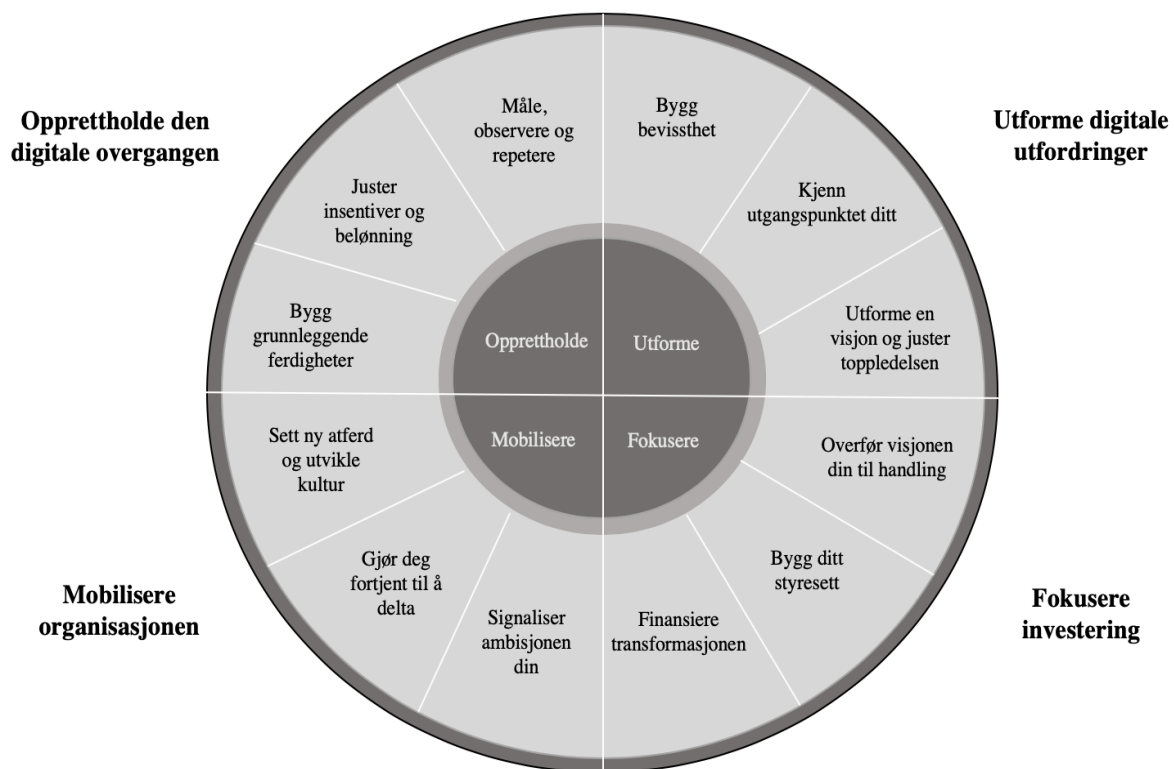 Opprettholde den
digitale overgangen
Måle,
observere og
repetere
Bygg
bevissthet
Utforme digitale
utfordringer
Juster
insentiver og
belønning
Kjenn
utgangspunktet ditt
Bygg
grunnleggende
ferdigheter
Opprettholde
Utforme
Utforme en
visjon og juster
toppledelsen
Sett ny atferd
og utvikle
kultur
Mobilisere
Fokusere
Overfør visjonen
din til handling
Mobilisere
organisasjonen
Gjør deg
fortjent til å
delta
Signaliser
ambisjonen
din
Finansiere
transformasjonen
Bygg ditt
styresett
Fokusere
investering